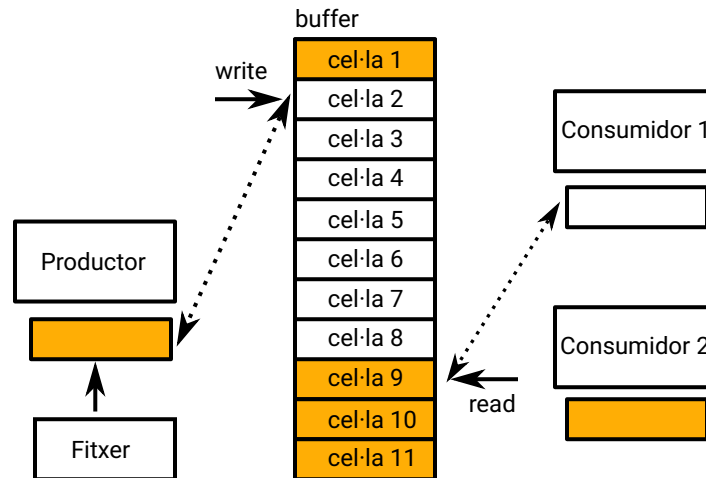 buffer
cel·la 1
write
cel·la 2
cel·la 3
Consumidor 1
cel·la 4
cel·la 5
Productor
cel·la 6
cel·la 7
cel·la 8
Consumidor 2
cel·la 9
read
cel·la 10
Fitxer
cel·la 11